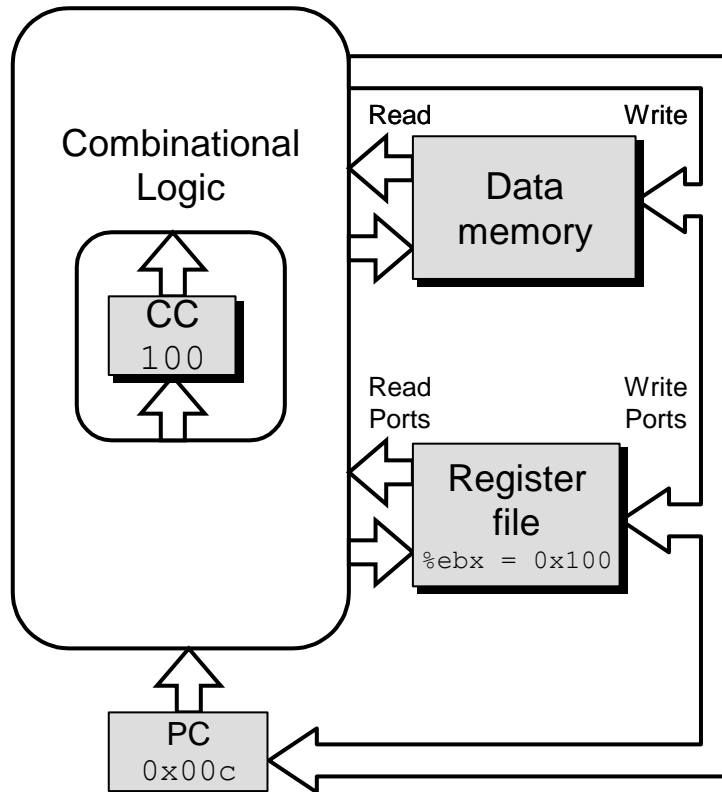 Combinational
Logic
CC
100
Read
Write
Data
memory
Read
Ports
Write
Ports
Register
file
%ebx = 0x100
PC
0x00c